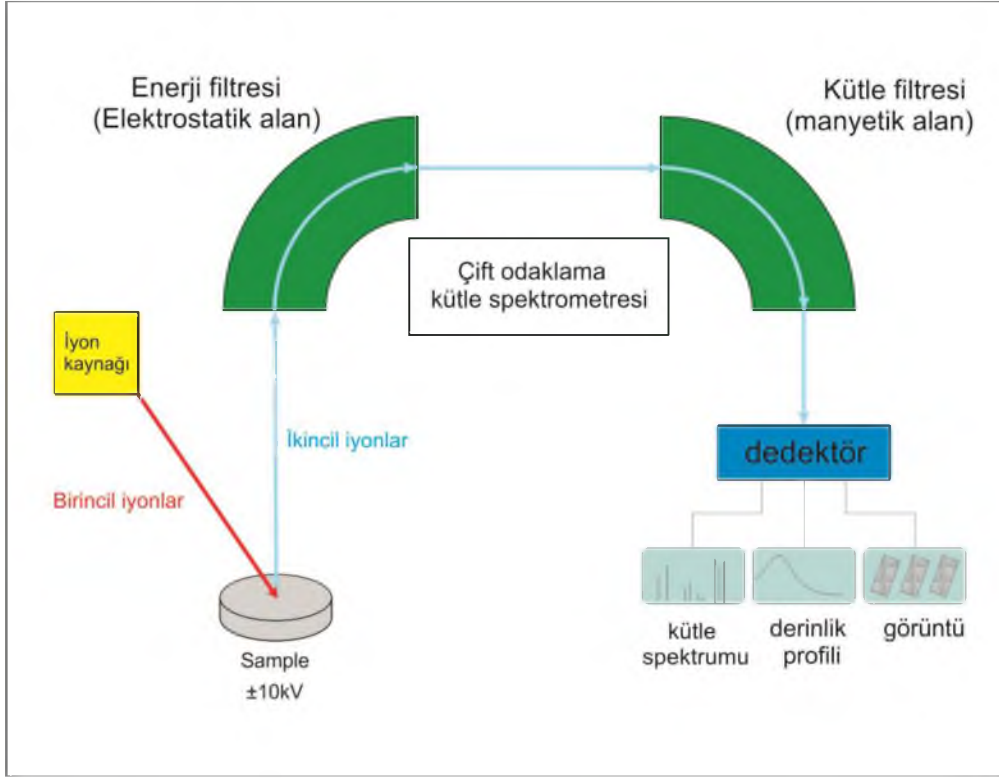 Enerji filtresi
(Elektrostatik alan)
Kütle filtresi
(manyetik alan)
Çift odaklama
kütle spektrometresi
İyon
kaynağı
İkincil iyonlar
Birincil iyonlar
dedektör
Sample
±10kV
kütle
spektrumu
derinlik
profili
görüntü